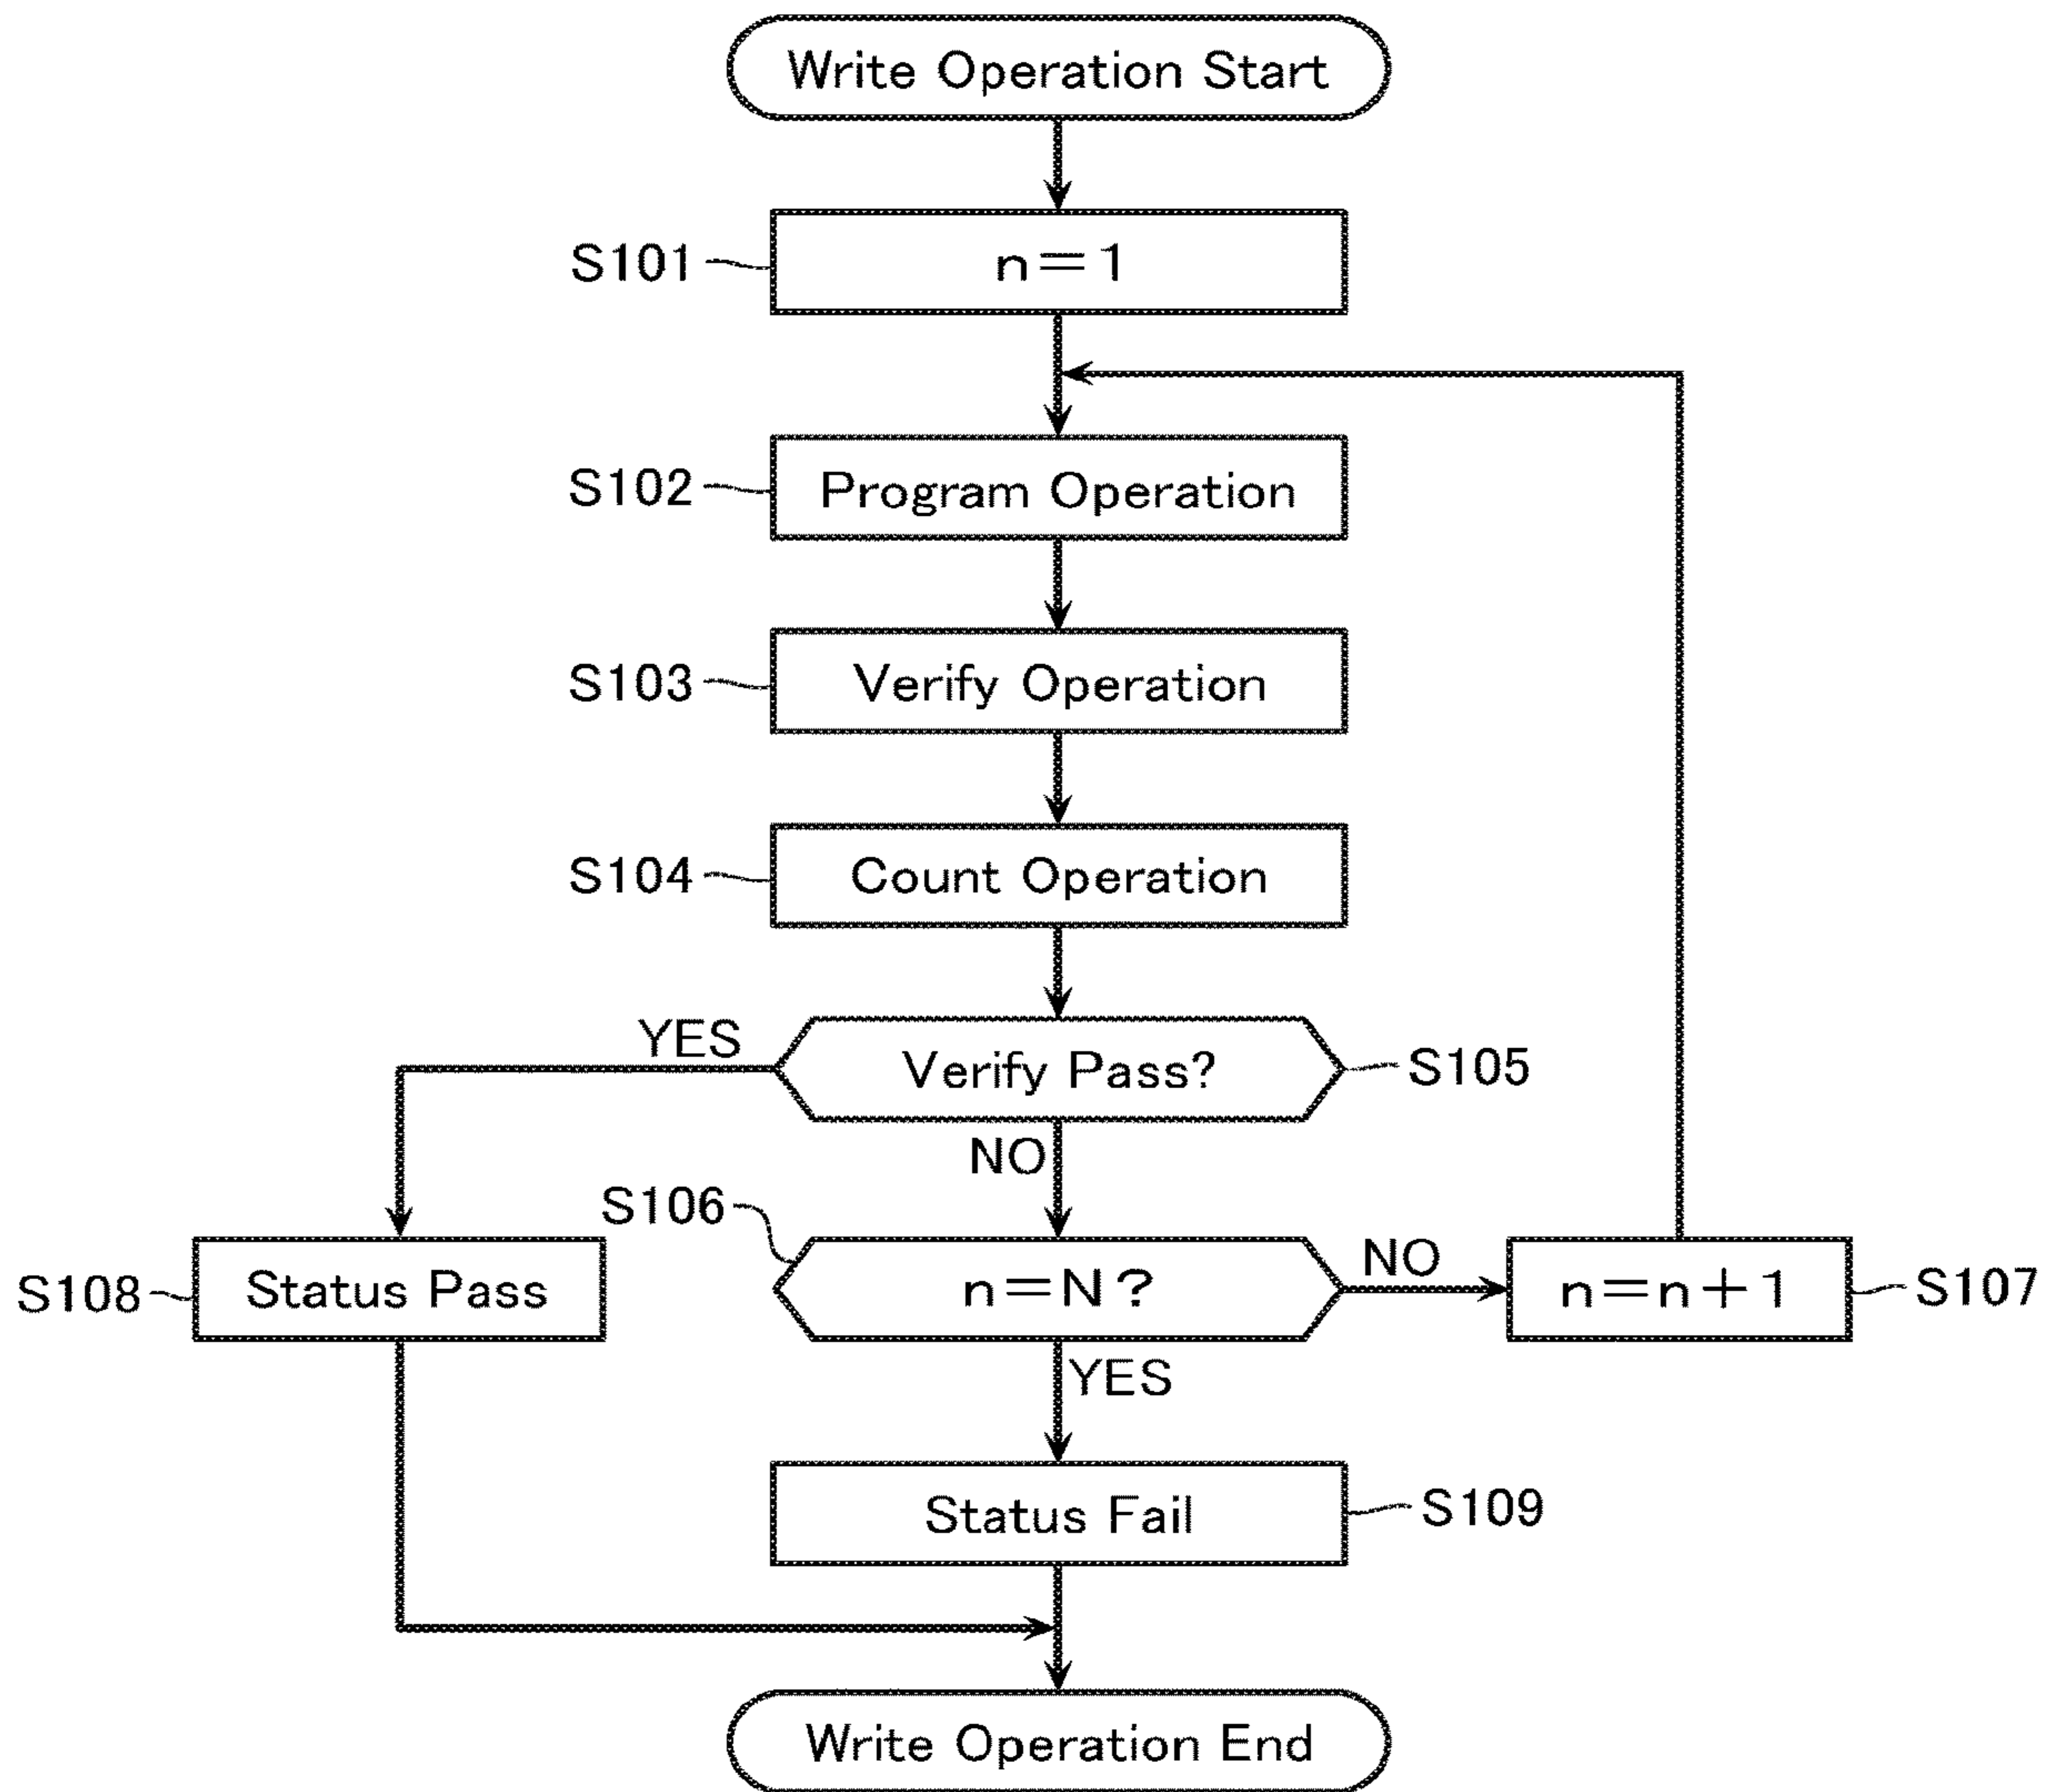 Write Operation Start
S101
n=1
S102
Program Operation
S103
Verify Operation
S104
Count Operation
YES
Verify Pass?
S105
NO
S106
S108
Status Pass
n=N?
NO
n=n+1
S107
YES
Status Fail
S109
Write Operation End